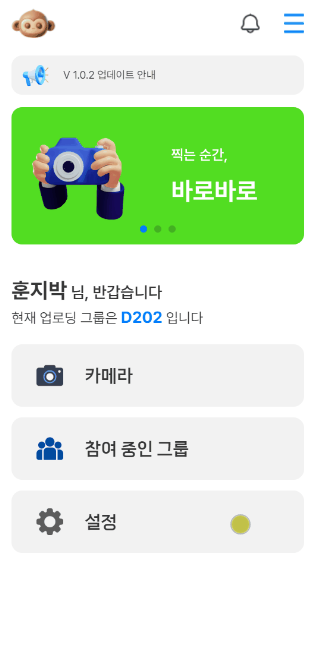 V 1.0.2 업데이트 안내
찍는 순간,
바로바로
훈지박 님, 반갑습니다
현재 업로딩 그룹은 D202 입니다
카메라
참여 중인 그룹
설정